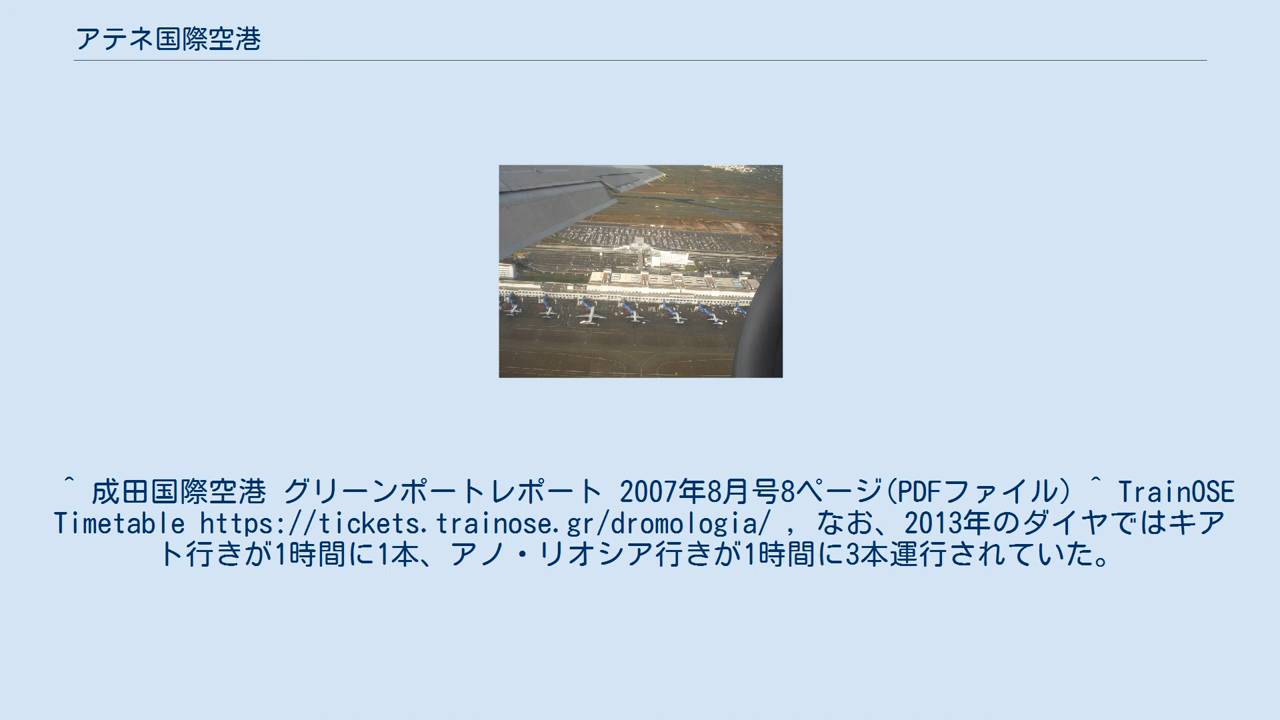 アテネ国際空港
^ 成田国際空港 グリーンポートレポート 2007年8月号8ページ(PDFファイル) ^ TrainOSE
Timetable https://tickets.trainose.gr/dromologia/ , なお、2013年のダイヤではキア
ト行きが1時間に1本、アノ・リオシア行きが1時間に3本運行されていた。